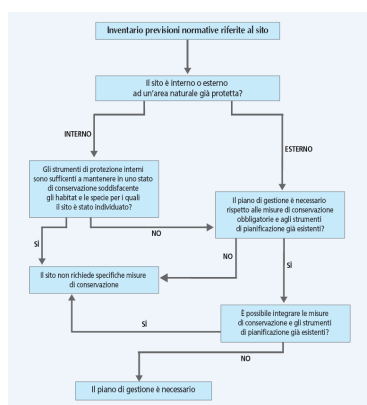 Inventario previsioni normative riferite al sito
Il sito è interno o esterno
ad un'area naturale già protetta?
INTERNO
ESTERNO
Gli strumenti di protezione interni
sono sufficenti a mantenere in uno stato
di conservazione soddisfacente
gli habitat e le specie per i quali
il sito è stato individuato?
Il piano di gestione è necessario
rispetto alle misure di conservazione
obbligatorie e agli strumenti
di pianificazione già esistenti?
NO
SÌ
NO
SÌ
Il sito non richiede specifiche misure
di conservazione
È possibile integrare le misure
di conservazione e gli strumenti
di pianificazione già esistenti?
SÌ
NO
Il piano di gestione è necessario